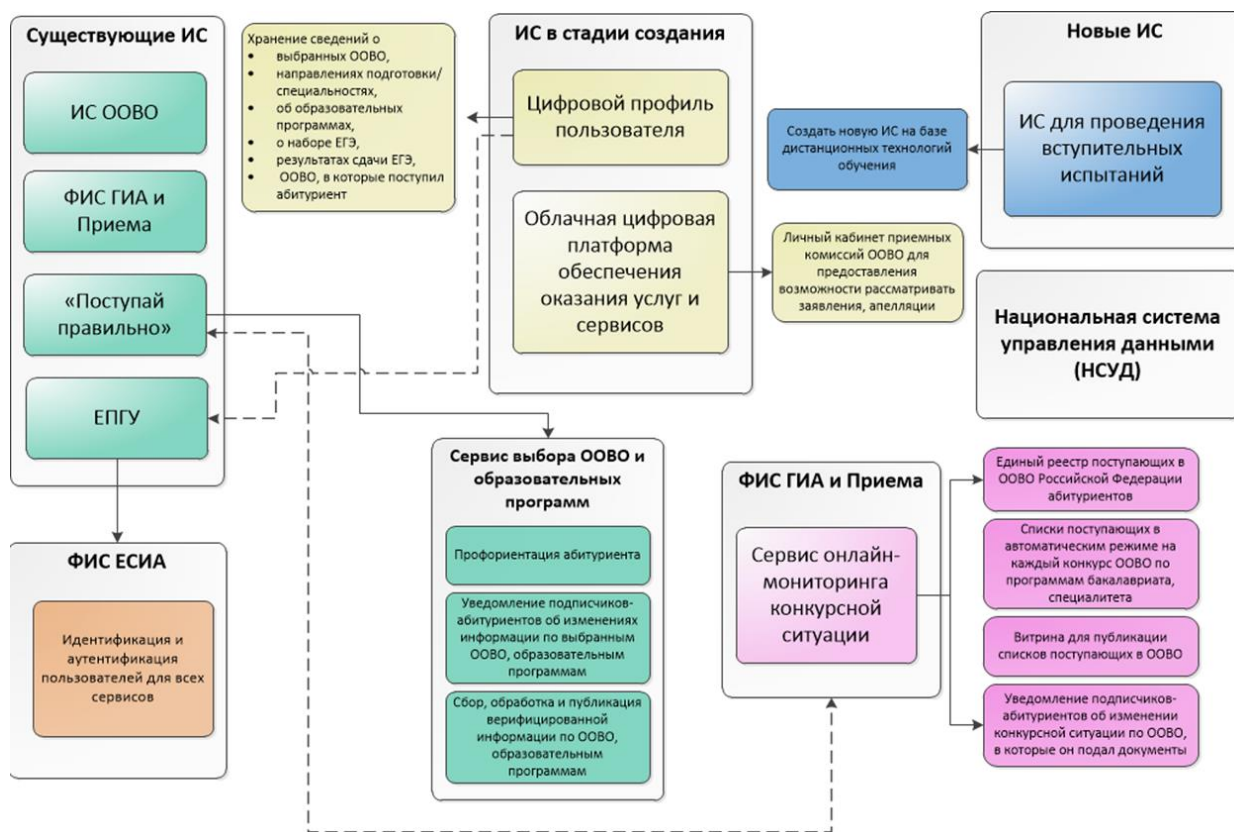 Существующие ИС
ИС ООВО
ФИС ГИА и
Приема
«Поступай
правильно»
ЕПГУ
Хранение сведений о
• выбранных ООВО,
• направлениях подготовки/
специальностях,
• об образовательных
программах,
• о наборе ЕГЭ,
• результатах сдачи ЕГЭ,
• ООВО, в которые поступил
абитуриент
ИС в стадии создания
Цифровой профиль
пользователя
Облачная цифровая
платформа
обеспечения
оказания услуг и
сервисов
Новые ИС
ИС для проведения
вступительных
испытаний
Создать новую ИС на базе
дистанционных технологий
обучения
Личный кабинет приемных
комиссий ООВО для
предоставления
возможности рассматривать
заявления, апелляции
Национальная система
управления данными
(НСУД)
ФИС ЕСИА
Идентификация и
аутентификация
пользователей для всех
сервисов
Сервис выбора ООВО и
образовательных
программ
Профориентация абитуриента
Уведомление подписчиков-
абитуриентов об изменениях
информации по выбранным
ООВО, образовательным
программам
Сбор, обработка и публикация
верифицированной
информации по ООВО,
образовательным
программам
ФИС ГИА и Приема
Сервис онлайн-
мониторинга
конкурсной
ситуации
Единый реестр поступающих в
ООВО Российской Федерации
абитуриентов
Списки поступающих в
автоматическим режиме на
каждый конкурс ООВО по
программам бакалавриата,
специалитета
Витрина для публикации
списков поступающих в ООВО
Уведомление подписчиков-
абитуриентов об изменении
конкурсной ситуации по ООВО,
в которые он подал документы